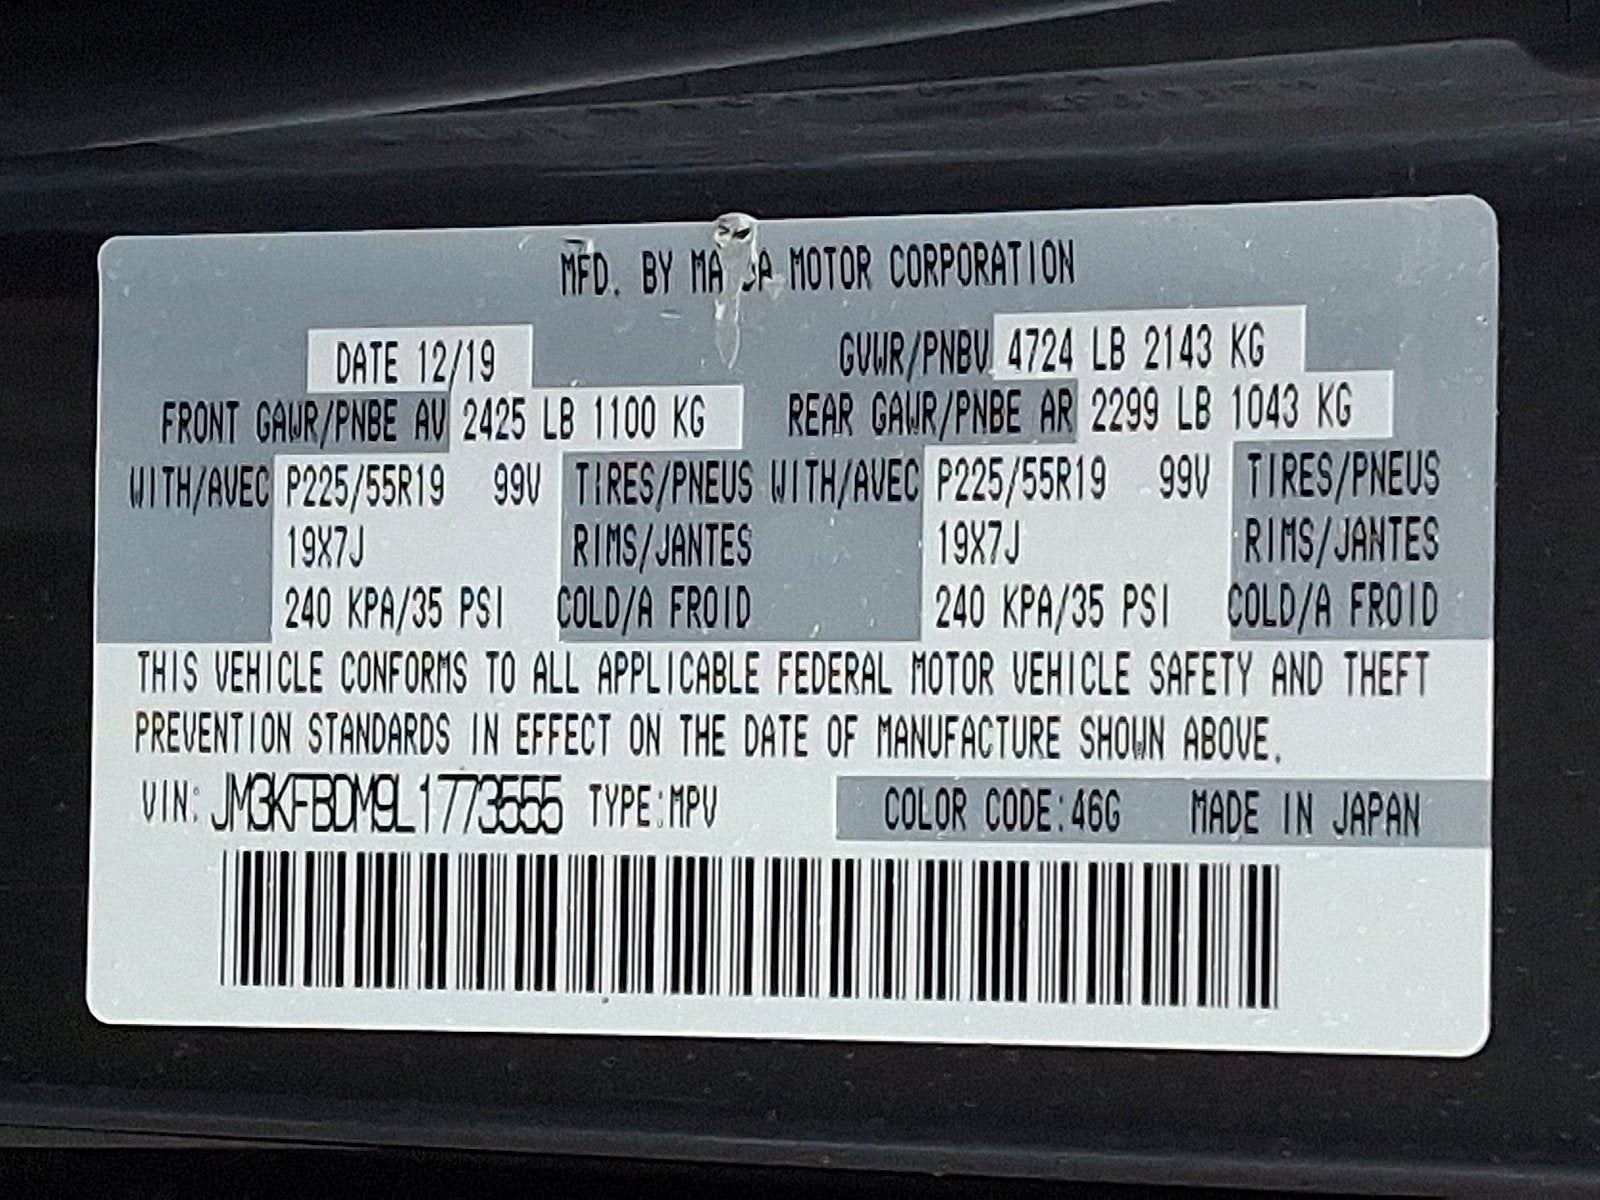 MFD. BY MAZDA MOTOR CORPORATION
DATE 12/19 GVWR/PNBV 4724 LB 2143 KG
FRONT GAWR/PNBE AV 2425 LB 1100 KG REAR GAWR/PNBE AR 2299 LB 1043 KG
WITH/AVEC P225/55R19 99V TIRES/PNEUS WITH/AVEC P225/55R19 99V TIRES/PNEUS
19X7J RIMS/JANTES 19X7J RIMS/JANTES
240 KPA/35 PSI COLD/A FROID 240 KPA/35 PSI COLD/A FROID
THIS VEHICLE CONFORMS TO ALL APPLICABLE FEDERAL MOTOR VEHICLE SAFETY AND THEFT
PREVENTION STANDARDS IN EFFECT ON THE DATE OF MANUFACTURE SHOWN ABOVE.
VIN: JM3KFBDM9L1773555 TYPE:MPV COLOR CODE:46G MADE IN JAPAN